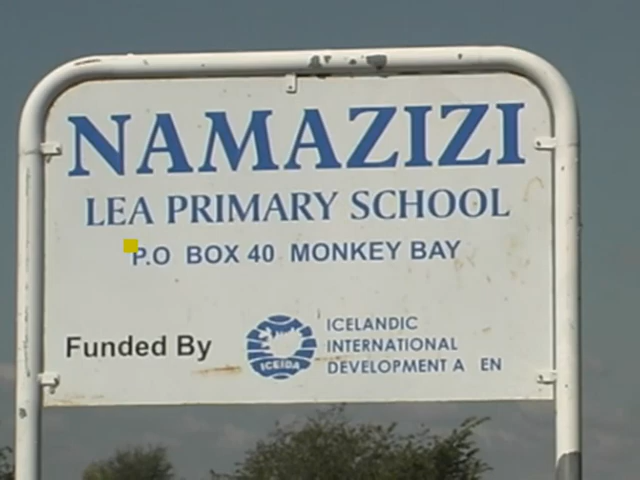 NAMAZIZI
LEA PRIMARY SCHOOL
P.O BOX 40 MONKEY BAY
Funded By
ICEIDA
ICELANDIC
INTERNATIONAL
DEVELOPMENT A EN